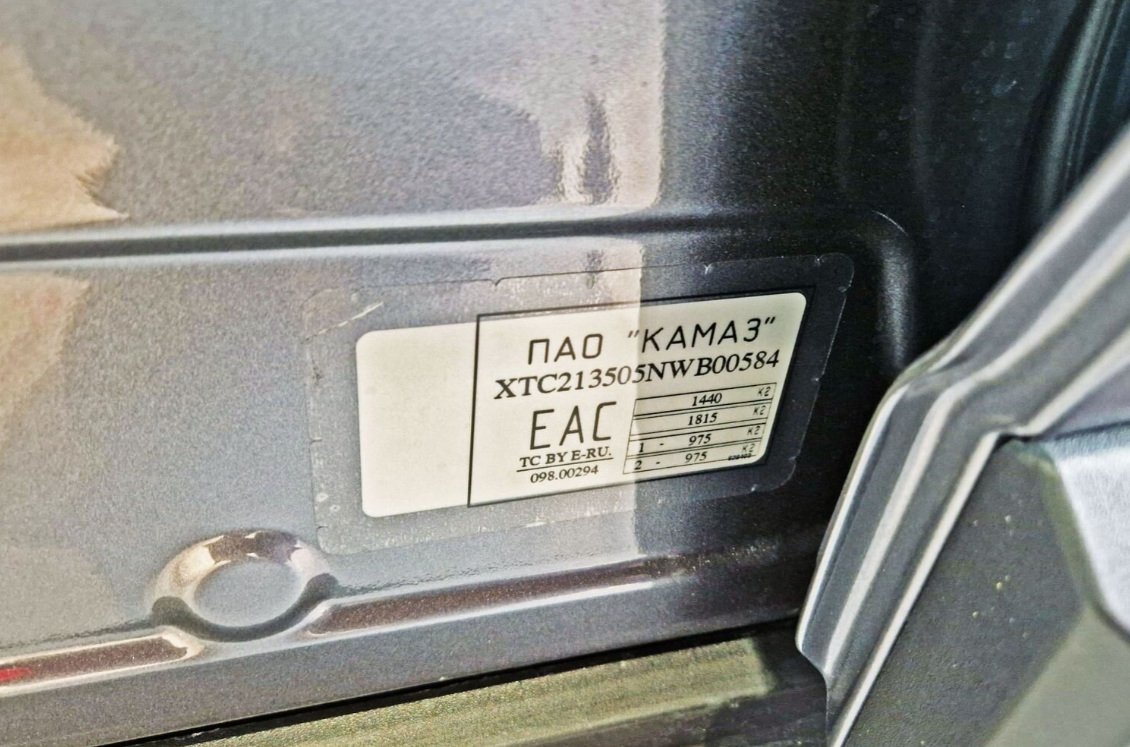 ПАО "КАМАЗ"
XTC213505NWB00584
EAC
TC BY E-RU.
098.00294
1440 кг
1815 кг
1 - 975 кг
2 - 975 кг